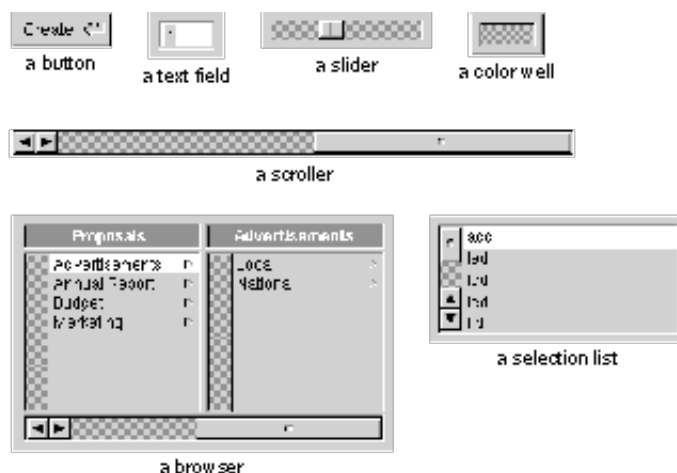 Create
a button
a text field
a slider
a color well
a scroller
Proposals
Advertisements
Advertisements
Annual Report
Budget
Marketing
Local
National
a browser
a selection list